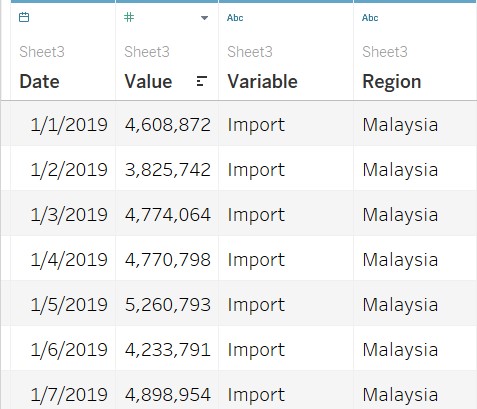 # Abc Abc
Sheet3 Sheet3 Sheet3 Sheet3
Date Value Variable Region
1/1/2019 4,608,872 Import Malaysia
1/2/2019 3,825,742 Import Malaysia
1/3/2019 4,774,064 Import Malaysia
1/4/2019 4,770,798 Import Malaysia
1/5/2019 5,260,793 Import Malaysia
1/6/2019 4,233,791 Import Malaysia
1/7/2019 4,898,954 Import Malaysia